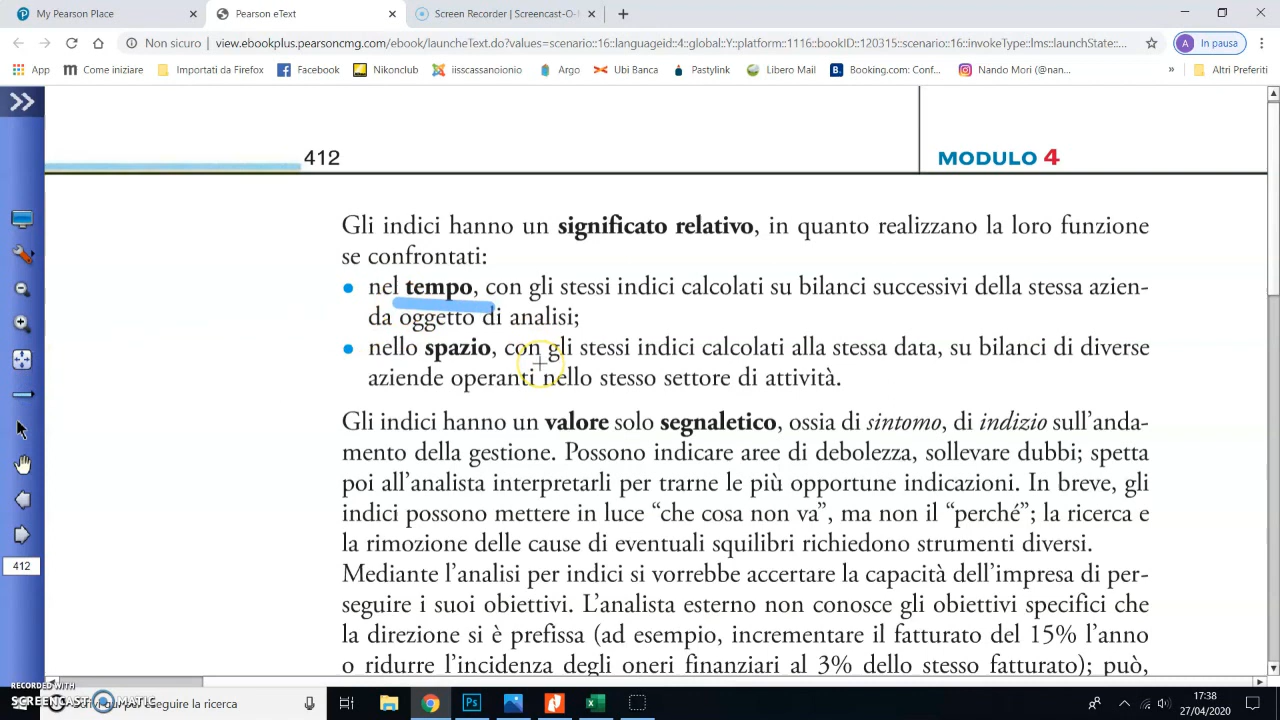 My Pearson Place
Pearson eText
Screen Recorder | Screencast-O-M
Non sicuro | view.ebookplus.pearsoncmg.com/ebook/launcheText.do?values=scenario::16::languageid::4::global::Y::platform::1116::bookID::120315::scenario::16::invokeType::lms::launchState::...
In pausa
App
Come iniziare
Importati da Firefox
Facebook
Nikonclub
iisscassanoionio
Argo
Ubi Banca
Pastylink
Libero Mail
Booking.com: Conf...
Nando Mori (@nan...
»
Altri Preferiti
412
MODULO 4
Gli indici hanno un significato relativo, in quanto realizzano la loro funzione
se confrontati:
• nel tempo, con gli stessi indici calcolati su bilanci successivi della stessa azien-
da oggetto di analisi;
• nello spazio, con gli stessi indici calcolati alla stessa data, su bilanci di diverse
aziende operanti nello stesso settore di attività.
Gli indici hanno un valore solo segnaletico, ossia di sintomo, di indizio sull’anda-
mento della gestione. Possono indicare aree di debolezza, sollevare dubbi; spetta
poi all’analista interpretarli per trarne le più opportune indicazioni. In breve, gli
indici possono mettere in luce “che cosa non va”, ma non il “perché”; la ricerca e
la rimozione delle cause di eventuali squilibri richiedono strumenti diversi.
Mediante l’analisi per indici si vorrebbe accertare la capacità dell’impresa di per-
seguire i suoi obiettivi. L’analista esterno non conosce gli obiettivi specifici che
la direzione si è prefissa (ad esempio, incrementare il fatturato del 15% l’anno
o ridurre l’incidenza degli oneri finanziari al 3% dello stesso fatturato); può,
412
RECORDED WITH
SCREENCAST MATIC
qui per eseguire la ricerca
17:38
27/04/2020